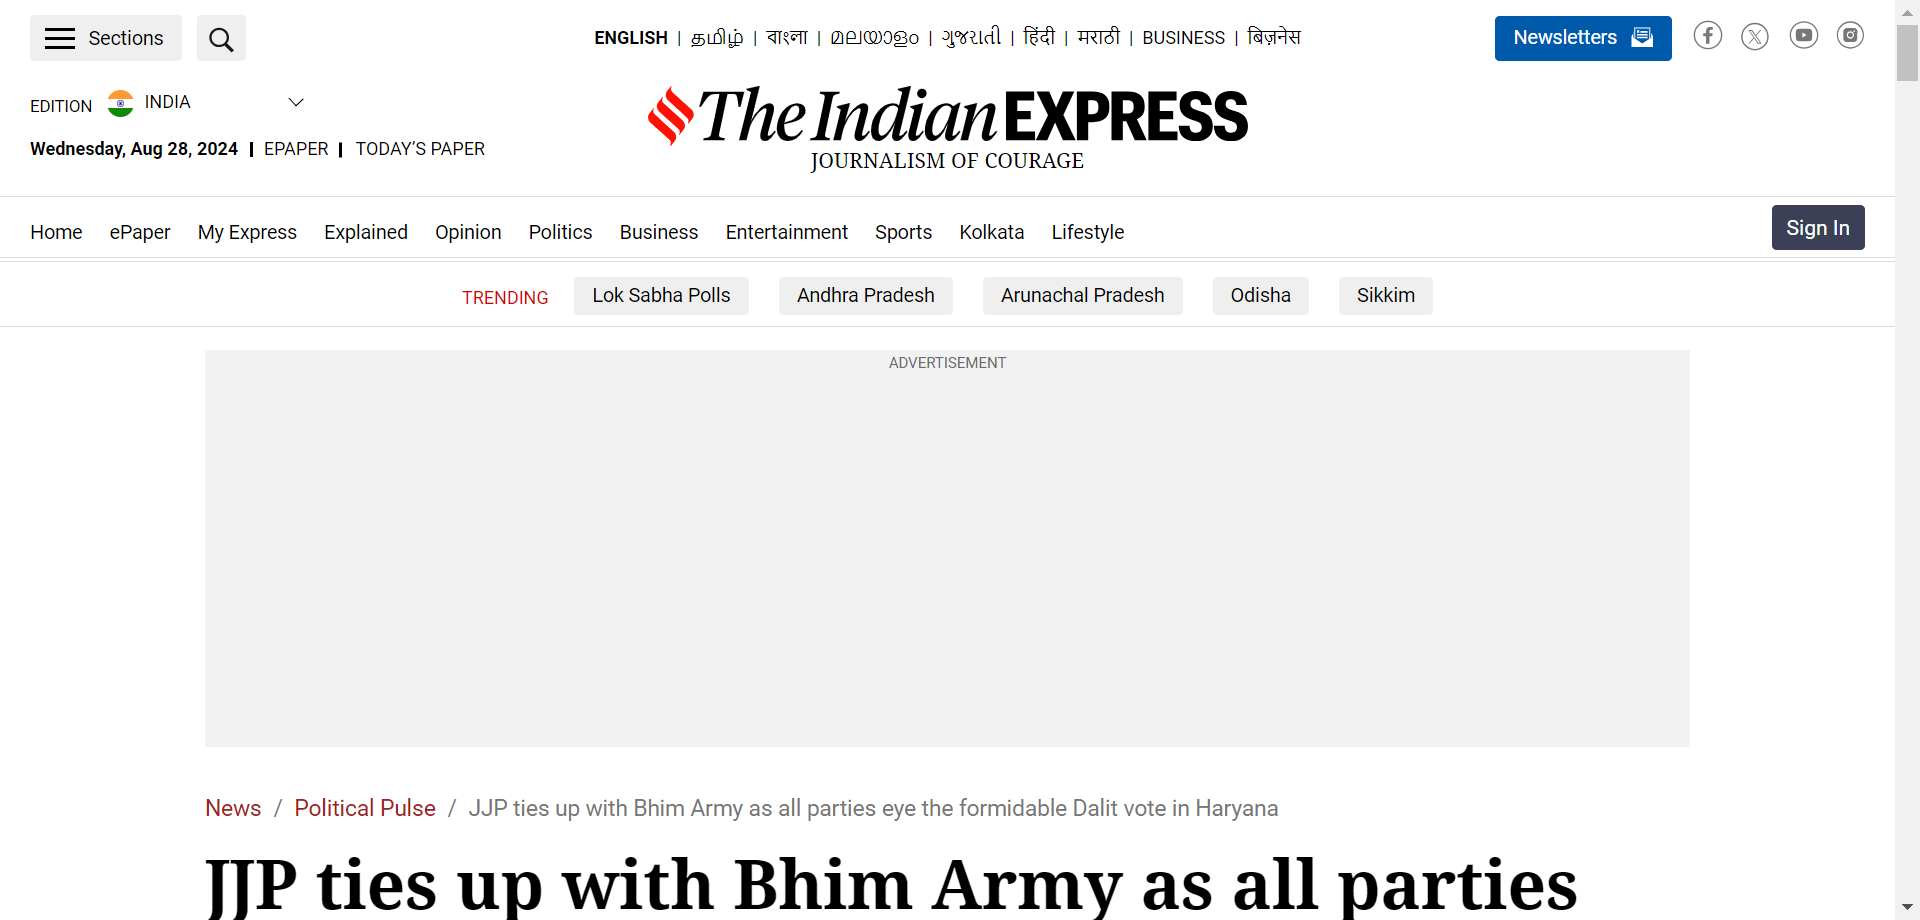 Sections
ENGLISH | தமிழ் | বাংলা | മലയാളം | ગુજરાતી | हिंदी | मराठी | BUSINESS | बिज़नेस
Newsletters
EDITION INDIA
The Indian EXPRESS
JOURNALISM OF COURAGE
Wednesday, Aug 28, 2024 | EPAPER | TODAY'S PAPER
Home ePaper My Express Explained Opinion Politics Business Entertainment Sports Kolkata Lifestyle
Sign In
TRENDING Lok Sabha Polls Andhra Pradesh Arunachal Pradesh Odisha Sikkim
ADVERTISEMENT
News / Political Pulse / JJP ties up with Bhim Army as all parties eye the formidable Dalit vote in Haryana
JJP ties up with Bhim Army as all parties